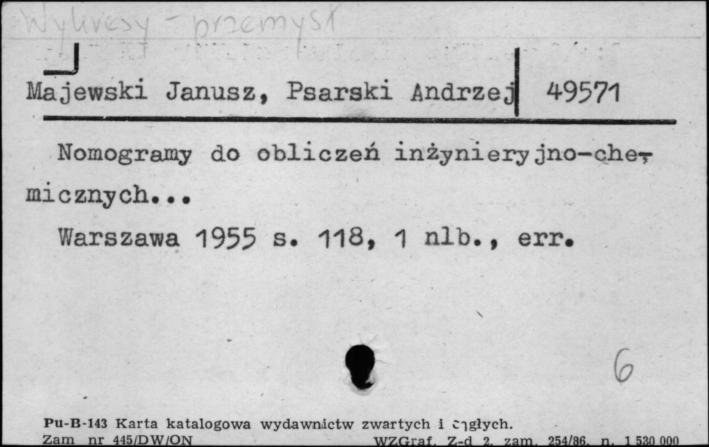 Wykresy - przemysł
Majewski Janusz, Psarski Andrzej 49571
Nomogramy do obliczeń inżynieryjno-che-
micznych...
Warszawa 1955 s. 118, 1 nlb., err.
6
Pu-B-143 Karta katalogowa wydawnictw zwartych i ciągłych.
Zam nr 445/DW/ON WZGraf. Z-d 2. zam. 254/86. n. 1 530 000